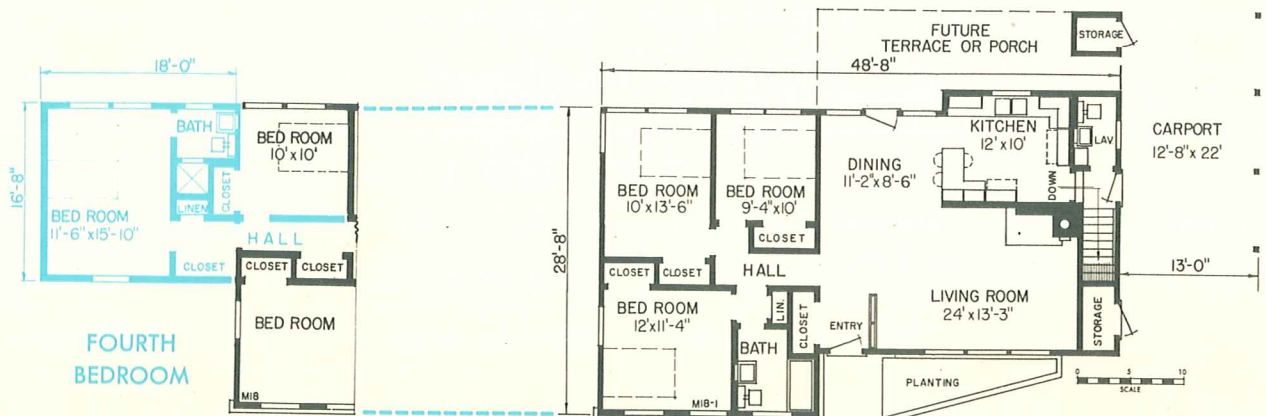 18'-0"
16'-8"
BATH
BED ROOM
10'x10'
CLOSET
LINEN
BED ROOM
11'-6"x15'-10"
HALL
CLOSET
CLOSET
CLOSET
BED ROOM
M18
FOURTH
BEDROOM
FUTURE
TERRACE OR PORCH
STORAGE
48'-8"
28'-8"
KITCHEN
12'x10'
LAV
CARPORT
12'-8"x 22'
DINING
11'-2"x8'-6"
BED ROOM
10'x13'-6"
BED ROOM
9'-4"x10'
DOWN
CLOSET
CLOSET
CLOSET
HALL
13'-0"
BED ROOM
12'x11'-4"
LIN.
CLOSET
ENTRY
LIVING ROOM
24'x13'-3"
STORAGE
BATH
M18-1
PLANTING
0 5 10
SCALE